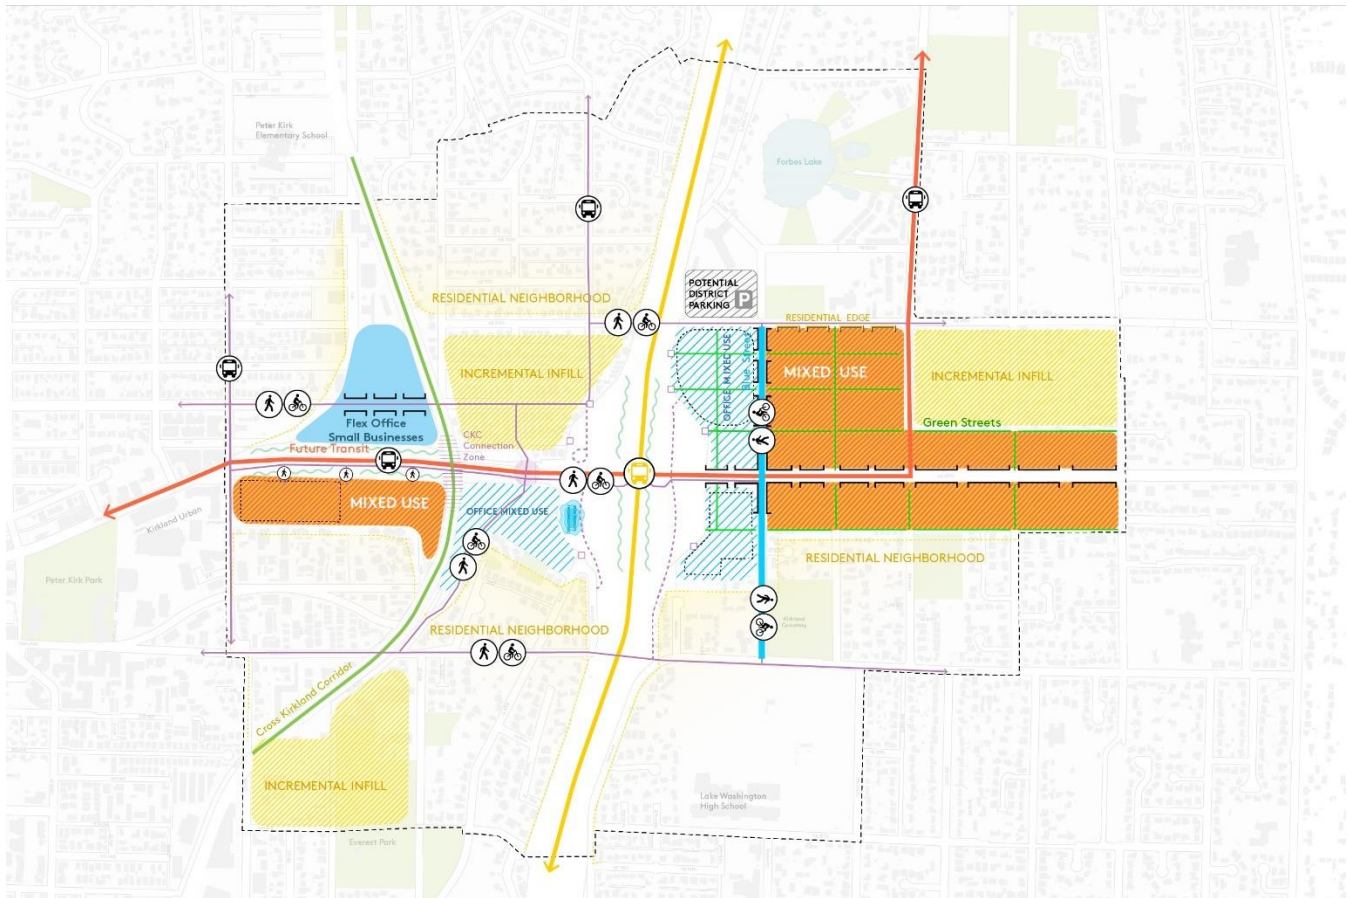 Peter Kirk
Elementary School
Forbes Lake
RESIDENTIAL NEIGHBORHOOD
POTENTIAL
DISTRICT
PARKING
P
RESIDENTIAL EDGE
INCREMENTAL INFILL
OFFICE MIXED USE
Blue Streets
MIXED USE
INCREMENTAL INFILL
Green Streets
Flex Office
Small Businesses
Future Transit
CKC
Connection
Zone
MIXED USE
OFFICE MIXED USE
Kirkland Urban
Peter Kirk Park
RESIDENTIAL NEIGHBORHOOD
RESIDENTIAL NEIGHBORHOOD
Kirkland
Cemetery
Cross Kirkland Corridor
INCREMENTAL INFILL
Lake Washington
High School
Everest Park